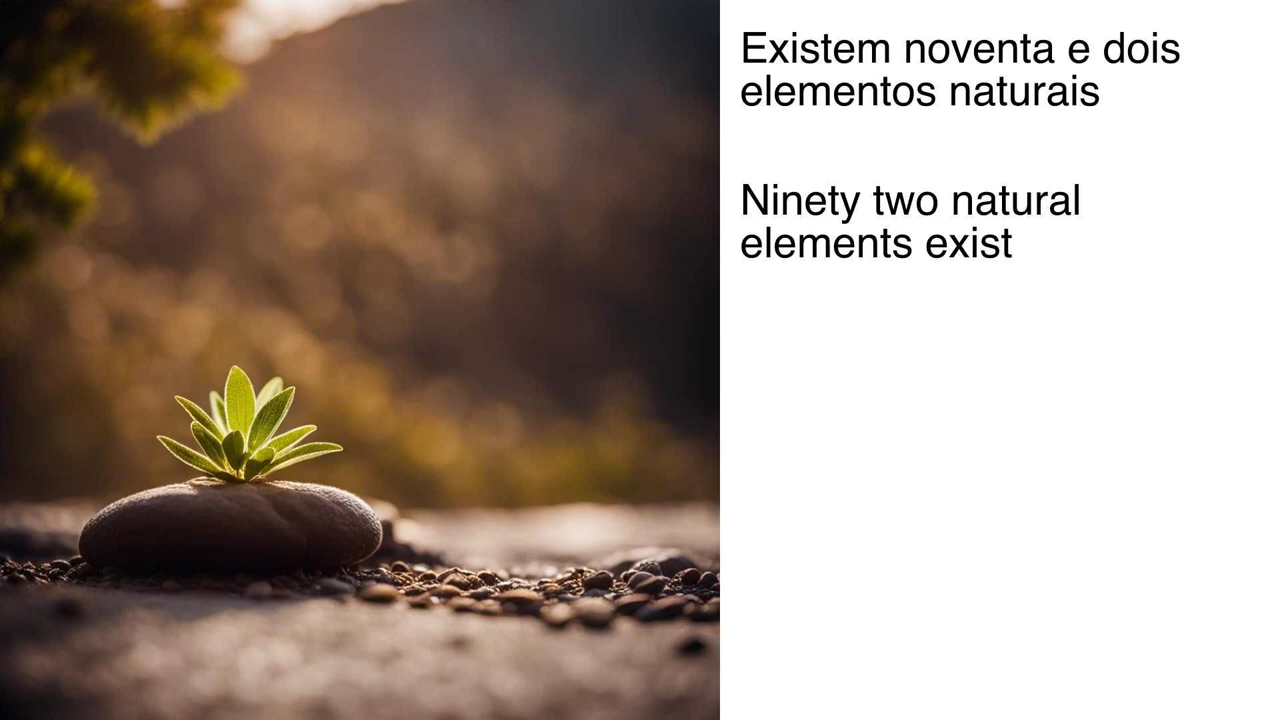 Existem noventa e dois
elementos naturais
Ninety two natural
elements exist